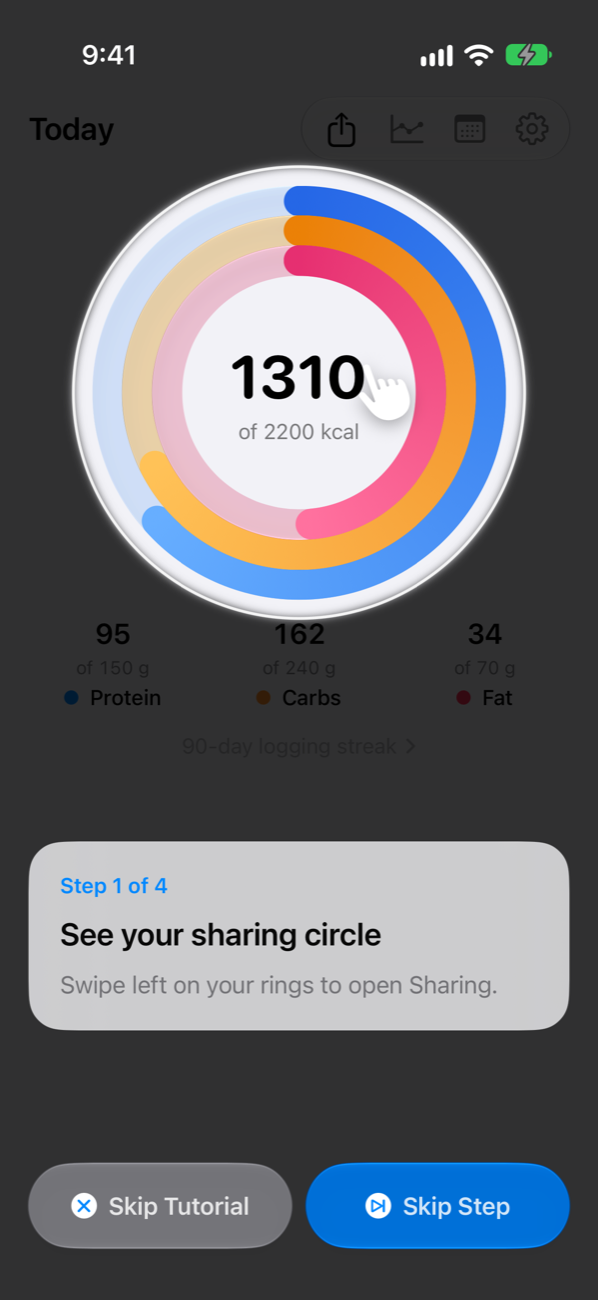 9:41
Today
1310
of 2200 kcal
95
162
34
of 150 g
of 240 g
of 70 g
Protein
Carbs
Fat
90-day logging streak
Step 1 of 4
See your sharing circle
Swipe left on your rings to open Sharing.
Skip Tutorial
Skip Step